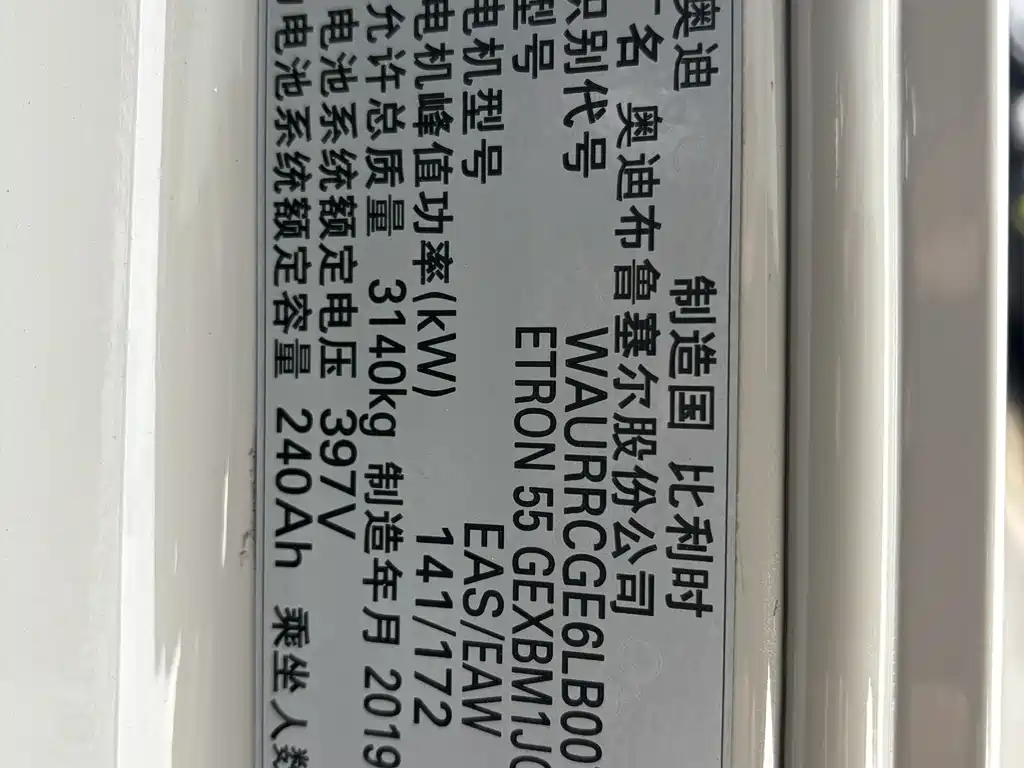 奥迪 制造国 比利时
厂名 奥迪布鲁塞尔股份公司
识别代号 WAURRCGE6LB00
型号 ETRON 55 GEXBM1J
电机型号 EAS/EAW
电机峰值功率(kW) 141/172
允许总质量 3140kg 制造年月 2019
电池系统额定电压 397V
电池系统额定容量 240Ah 乘坐人数